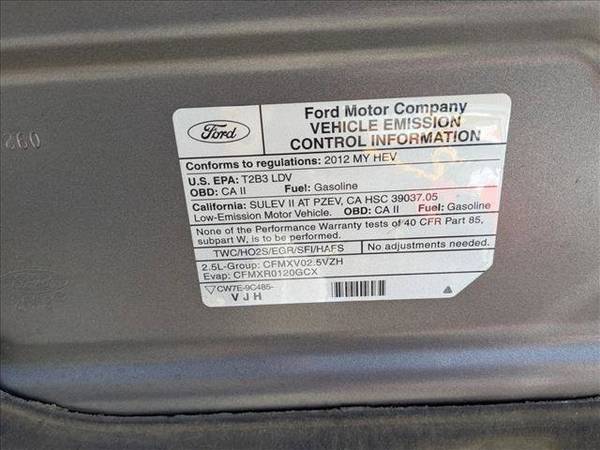 092
Ford
Ford Motor Company
VEHICLE EMISSION
CONTROL INFORMATION
Conforms to regulations: 2012 MY HEV
U.S. EPA: T2B3 LDV
OBD: CA II Fuel: Gasoline
California: SULEV II AT PZEV, CA HSC 39037.05
Low-Emission Motor Vehicle. OBD: CA II Fuel: Gasoline
None of the Performance Warranty tests of 40 CFR Part 85,
subpart W, is required to be performed.
TWC/HO2S/EGR/SFI/HAFS No adjustments needed.
2.5L-Group: CFMXV02.5VZH
Evap: CFMXR0120GCX
CW7E-9C485-
V J H